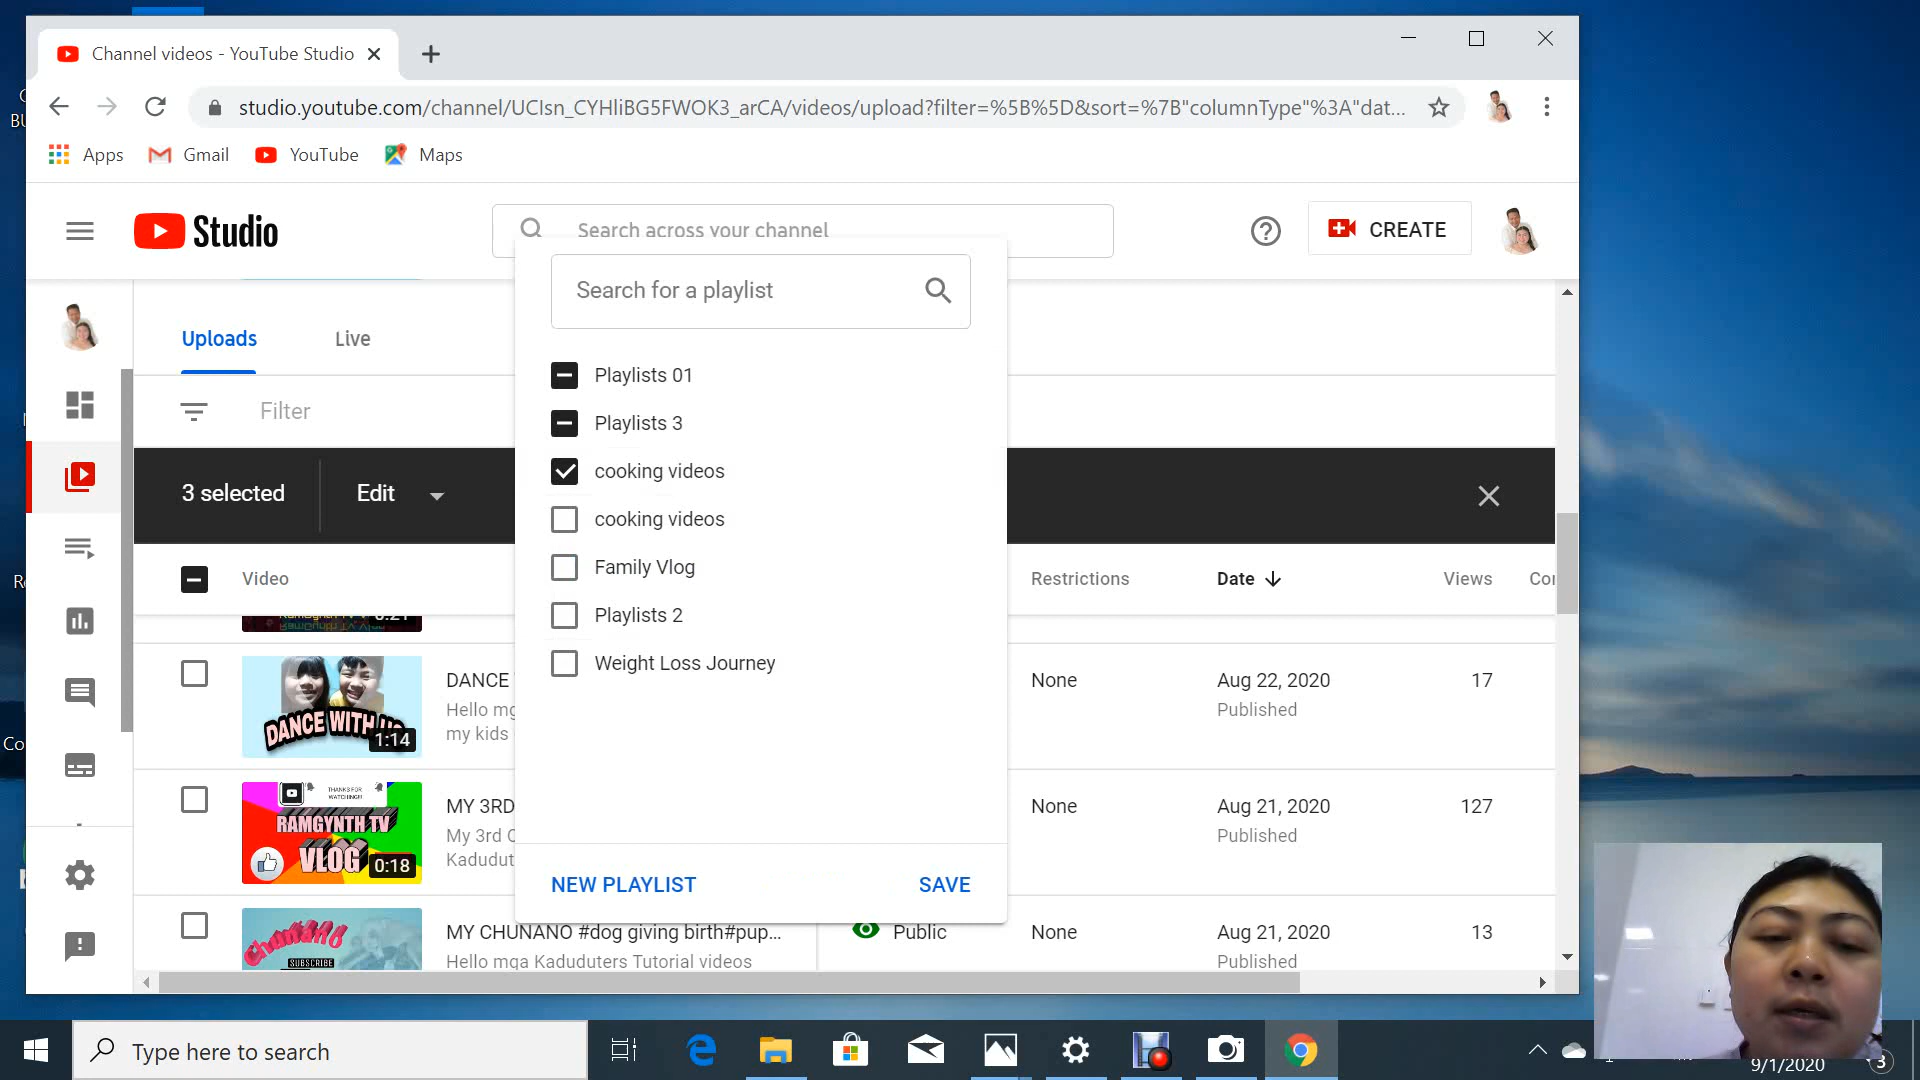 Channel videos - YouTube Studio
studio.youtube.com/channel/UCIsn_CYHliBG5FWOK3_arCA/videos/upload?filter=%5B%5D&sort=%7B"columnType"%3A"dat...
Apps Gmail YouTube Maps
Studio
Search across your channel
CREATE
Search for a playlist
Uploads Live
Filter
Playlists 01
Playlists 3
cooking videos
cooking videos
Family Vlog
Playlists 2
Weight Loss Journey
NEW PLAYLIST SAVE
3 selected Edit
Video Restrictions Date Views
DANCE WITH
1:14
DANCE
Hello mg
my kids
None
Aug 22, 2020
Published
17
THANKS FOR
WATCHING!!
RAMGYNTH TV
VLOG
0:18
MY 3RD
My 3rd C
Kadudut
None
Aug 21, 2020
Published
127
Chunano
SUBSCRIBE
MY CHUNANO #dog giving birth#pup...
Hello mga Kaduduters Tutorial videos
Public
None
Aug 21, 2020
Published
13
Type here to search
9/1/2020
3